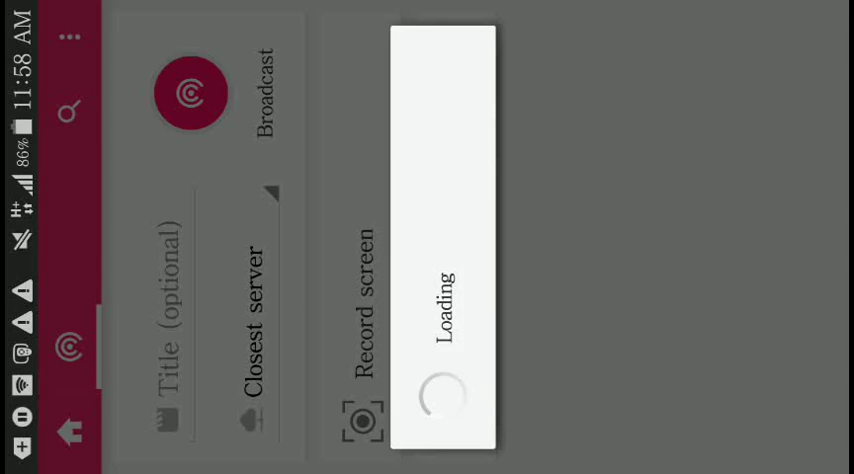 H+ 86% 11:58 AM
Title (optional)
Closest server
Broadcast
Record screen
Loading